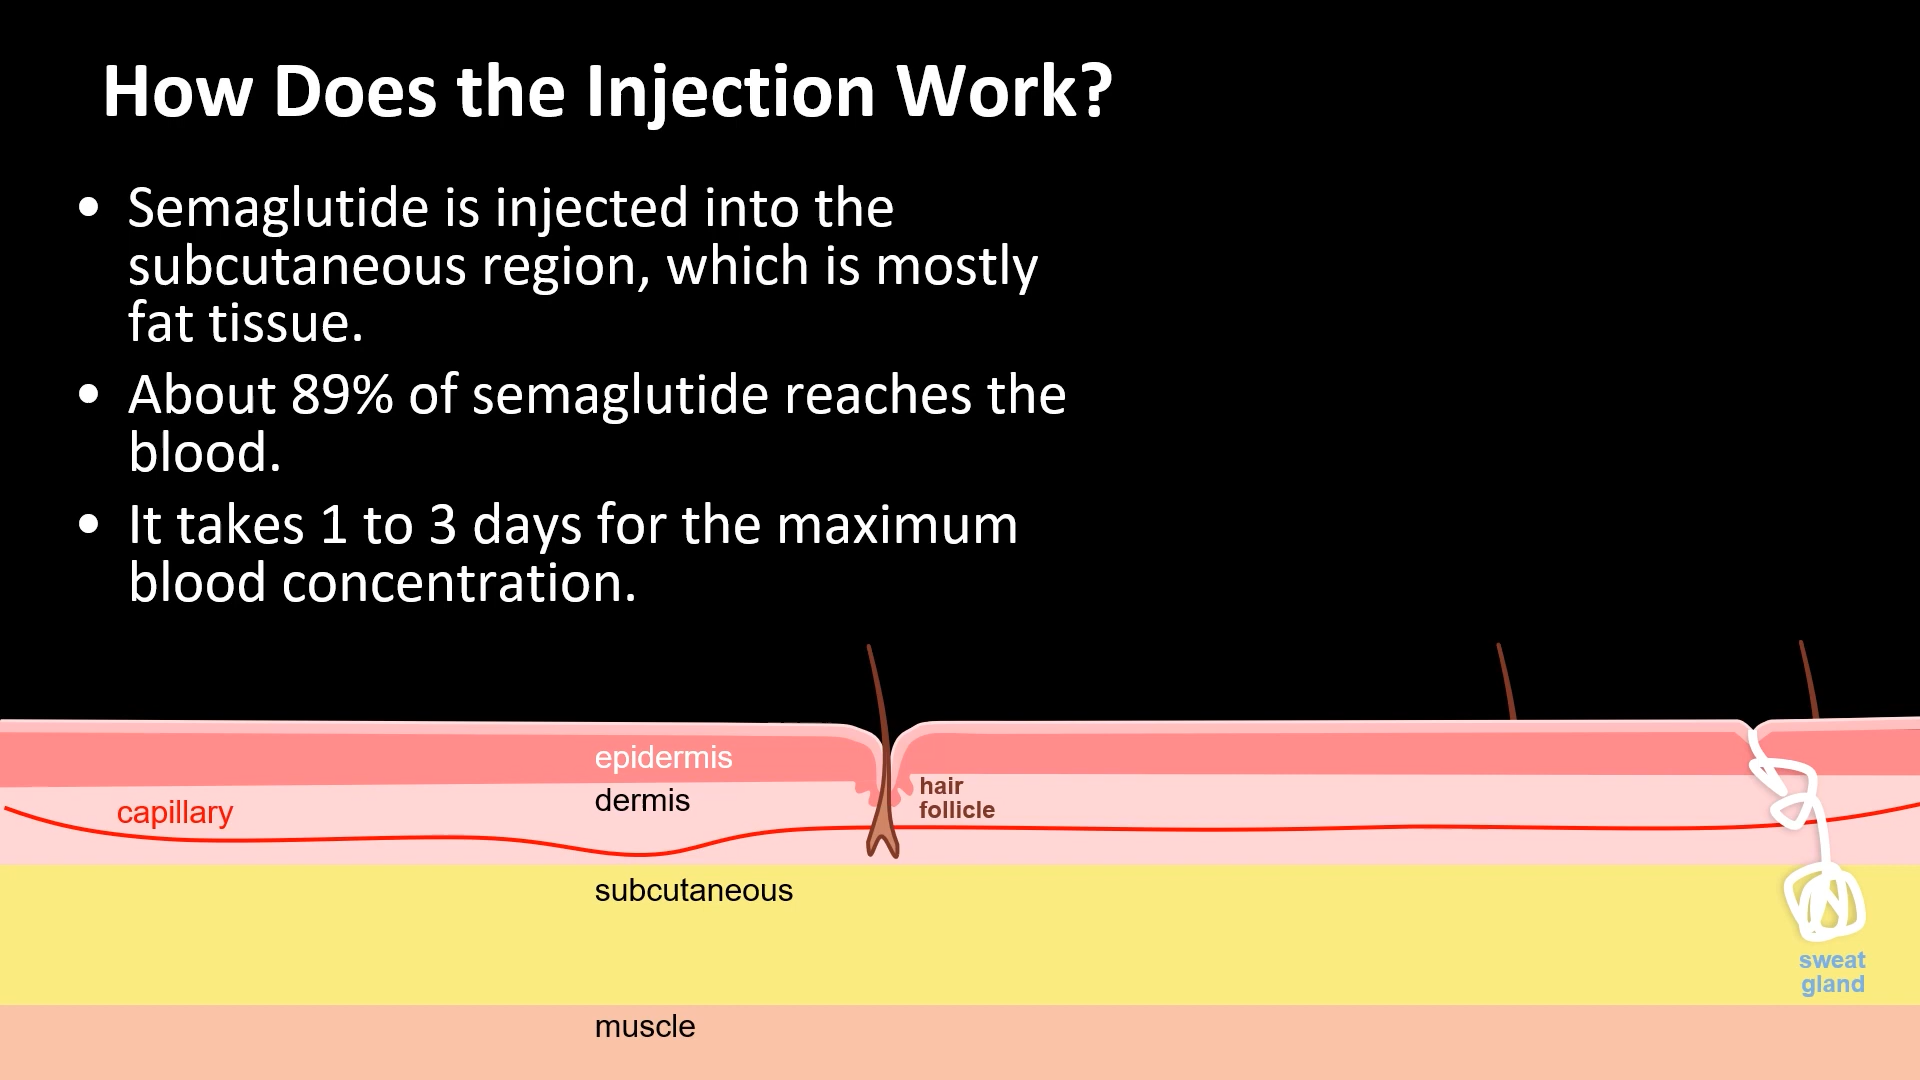 How Does the Injection Work?
• Semaglutide is injected into the
subcutaneous region, which is mostly
fat tissue.
• About 89% of semaglutide reaches the
blood.
• It takes 1 to 3 days for the maximum
blood concentration.
epidermis
dermis
capillary
hair
follicle
subcutaneous
sweat
gland
muscle